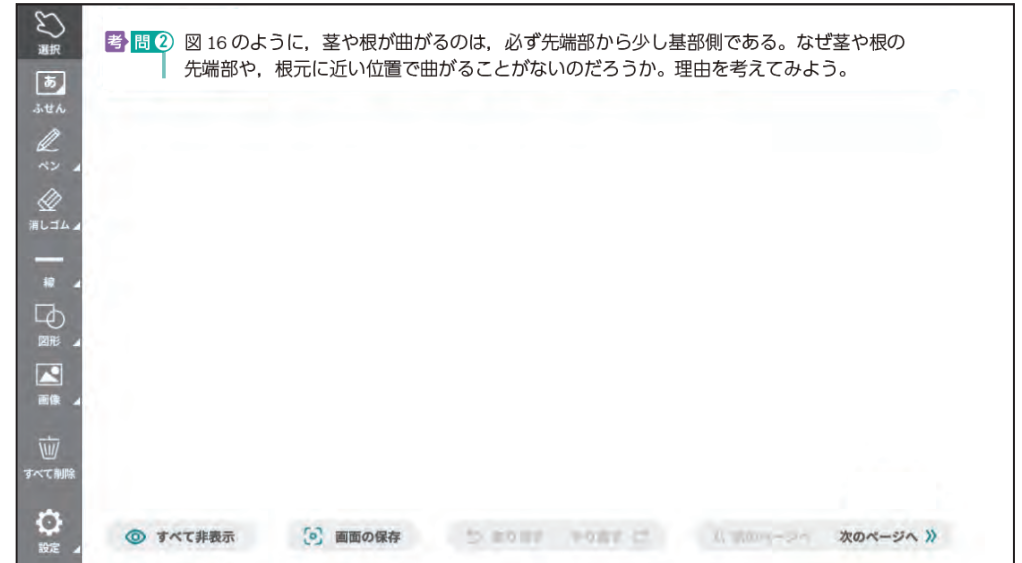 選択
考 問 2 図 16 のように，茎や根が曲がるのは，必ず先端部から少し基部側である。なぜ茎や根の
先端部や，根元に近い位置で曲がることがないのだろうか。理由を考えてみよう。
あ
ふせん
ペン
消しゴム
線
図形
画像
すべて削除
設定
すべて非表示
画面の保存
次のページへ